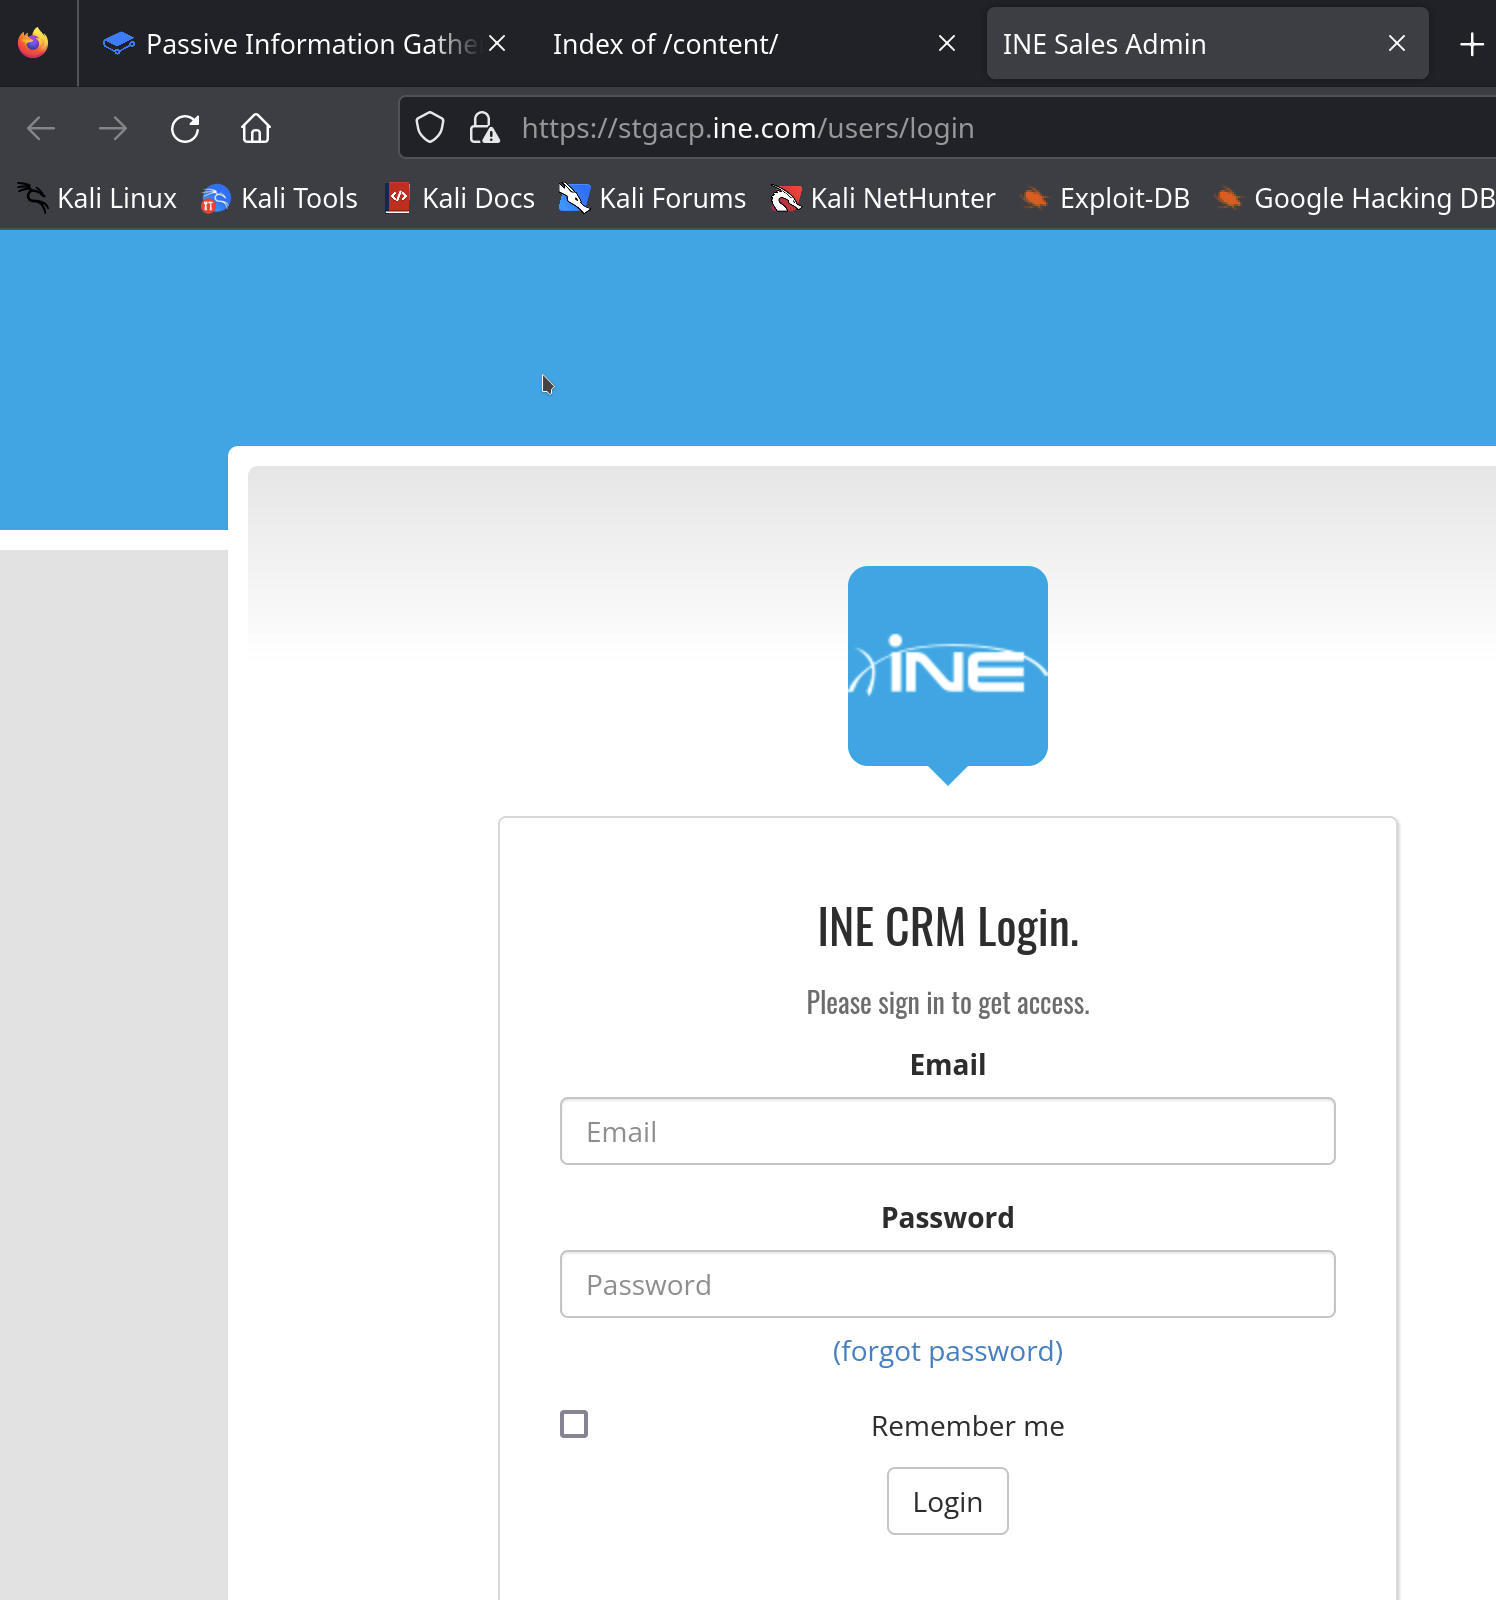 Passive Information Gathe
Index of /content/
INE Sales Admin
https://stgacp.ine.com/users/login
Kali Linux
Kali Tools
Kali Docs
Kali Forums
Kali NetHunter
Exploit-DB
Google Hacking DB
iNE
INE CRM Login.
Please sign in to get access.
Email
Email
Password
Password
(forgot password)
Remember me
Login